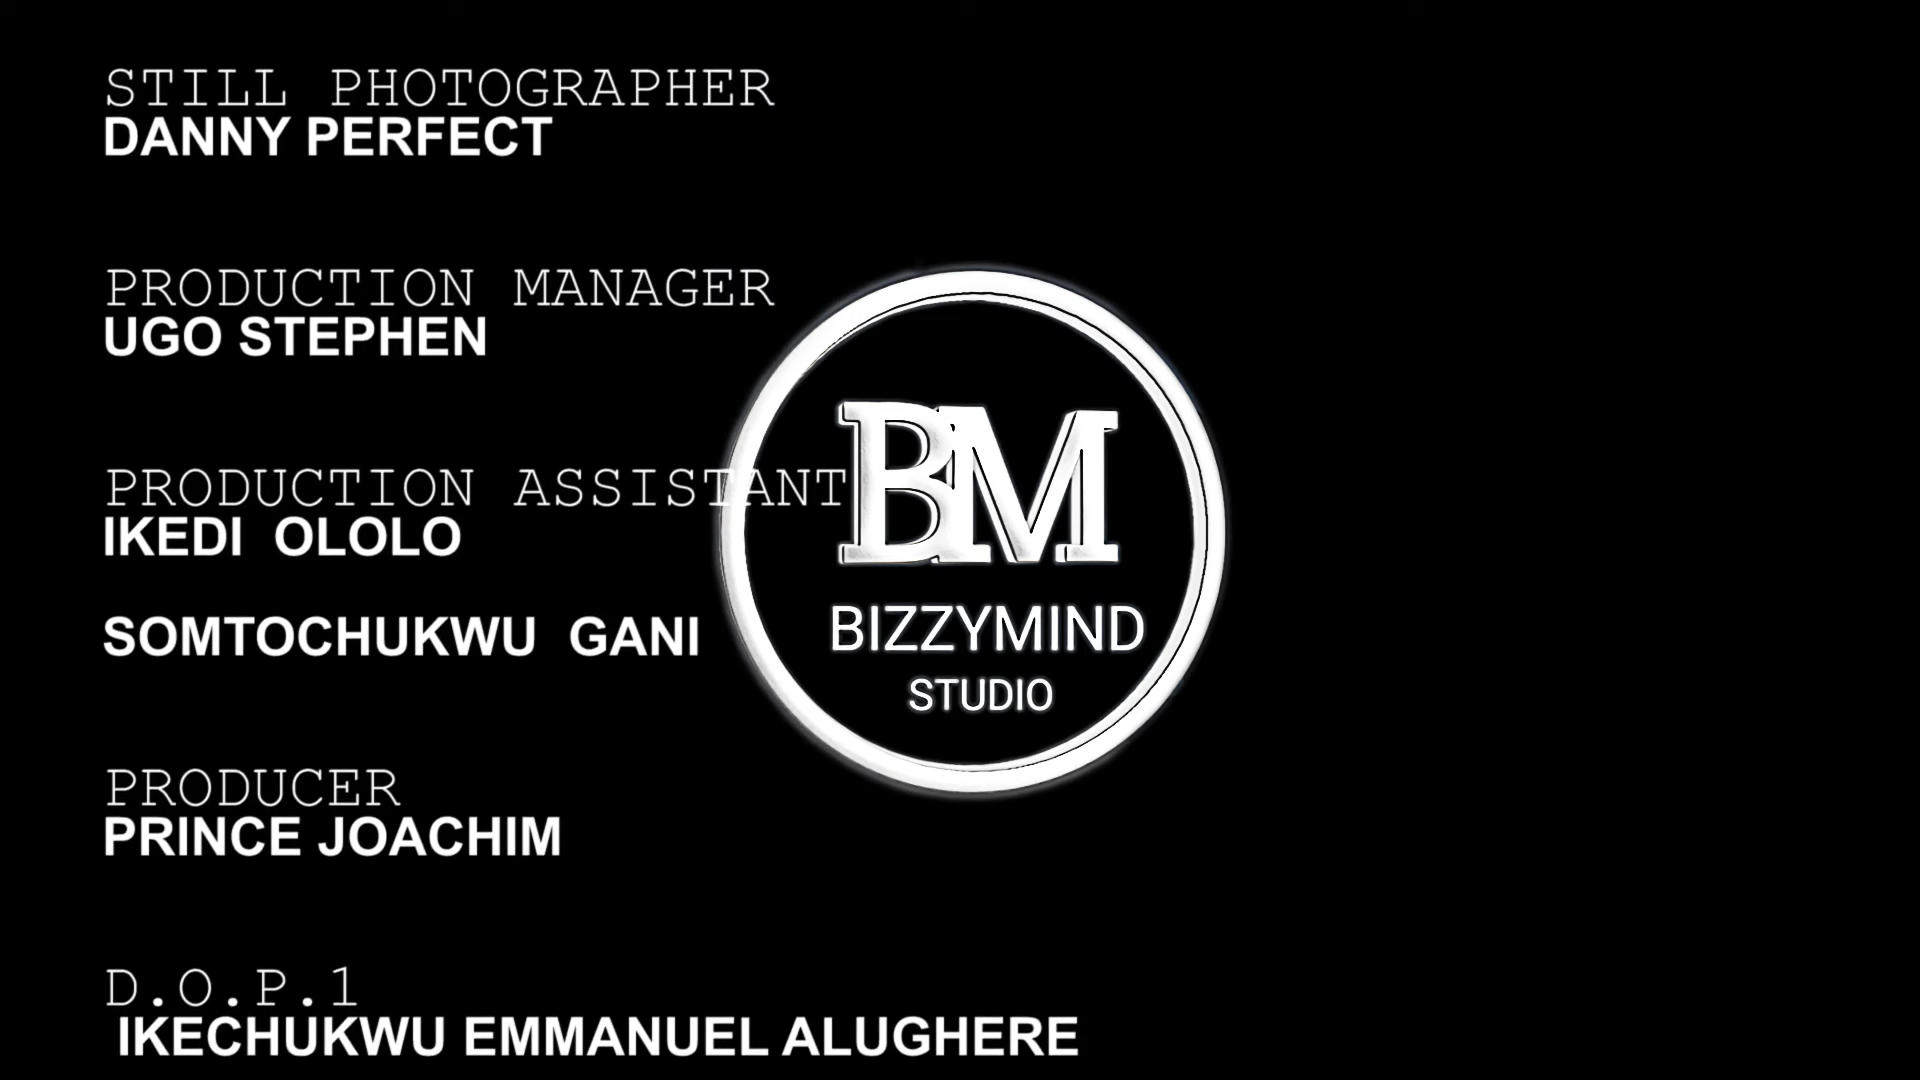 STILL PHOTOGRAPHER
DANNY PERFECT
PRODUCTION MANAGER
UGO STEPHEN
PRODUCTION ASSISTANT
IKEDI OLOLO
SOMTOCHUKWU GANI
PRODUCER
PRINCE JOACHIM
D.O.P.1
IKECHUKWU EMMANUEL ALUGHERE
BM
BIZZYMIND
STUDIO